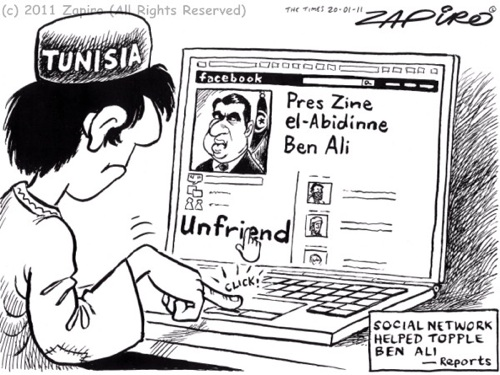 (c) 2011 Zapiro (All Rights Reserved)
THE TIMES 20-01-11
ZAPIRO
©
TUNISIA
facebook
Pres Zine
el-Abidinne
Ben Ali
Unfriend
CLICK!
SOCIAL NETWORK
HELPED TOPPLE
BEN ALI
—Reports